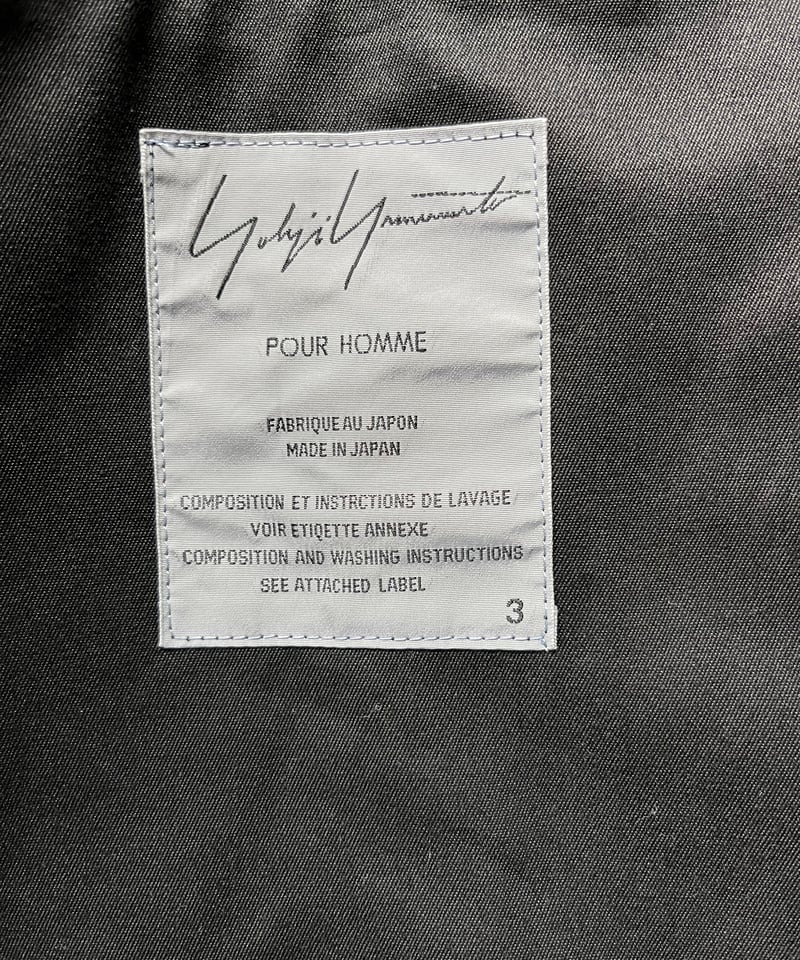 Yohji Yamamoto
POUR HOMME
FABRIQUE AU JAPON
MADE IN JAPAN
COMPOSITION ET INSTRCTIONS DE LAVAGE
VOIR ETIQETTE ANNEXE
COMPOSITION AND WASHING INSTRUCTIONS
SEE ATTACHED LABEL
3